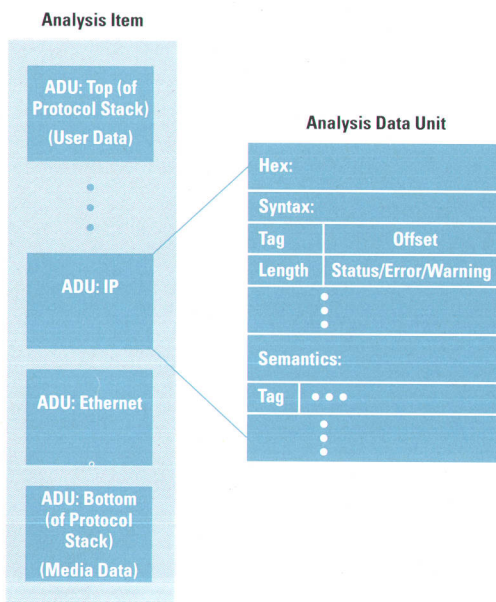 Analysis Item
ADU: Top (of
Protocol Stack)
(User Data)
ADU: IP
ADU: Ethernet
ADU: Bottom
(of Protocol
Stack)
(Media Data)
Analysis Data Unit
Hex:
Syntax:
Tag Offset
Length Status/Error/Warning
Semantics:
Tag